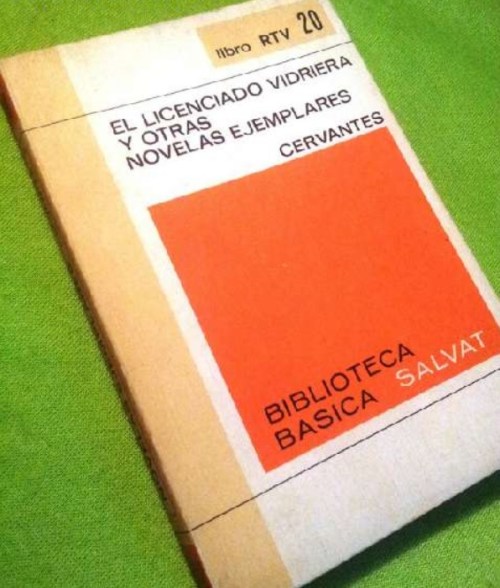 libro RTV 20
EL LICENCIADO VIDRIERA
Y OTRAS
NOVELAS EJEMPLARES
CERVANTES
BIBLIOTECA
BASICA SALVAT